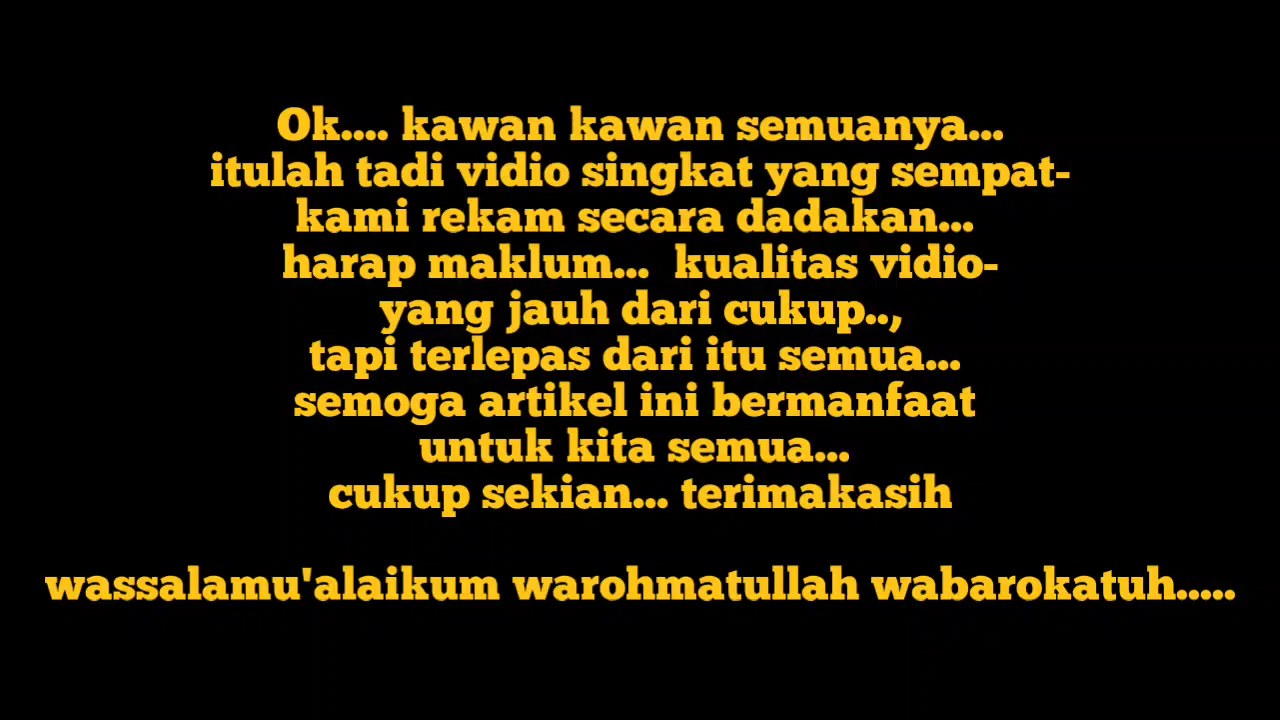 Ok.... kawan kawan semuanya...
itulah tadi vidio singkat yang sempat-
kami rekam secara dadakan...
harap maklum...  kualitas vidio-
yang jauh dari cukup..,
tapi terlepas dari itu semua...
semoga artikel ini bermanfaat
untuk kita semua...
cukup sekian... terimakasih
wassalamu'alaikum warohmatullah wabarokatuh.....